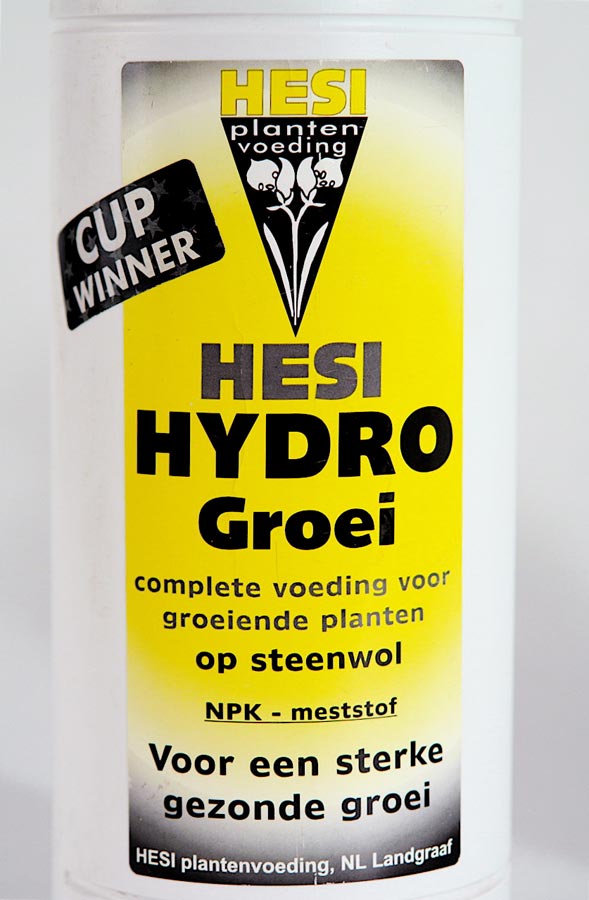 HESI
planten
voeding
CUP
WINNER
HESI
HYDRO
Groei
complete voeding voor
groeiende planten
op steenwol
NPK - meststof
Voor een sterke
gezonde groei
HESI plantenvoeding, NL Landgraaf